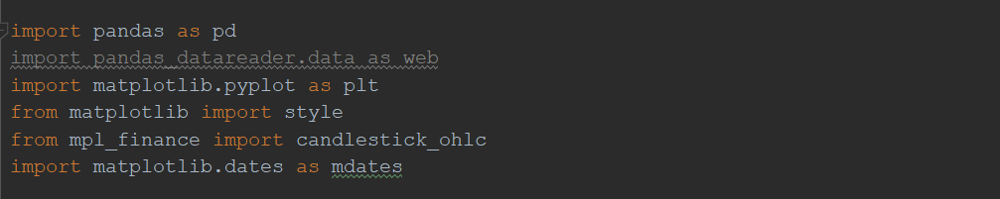 import pandas as pd
import pandas_datareader.data as web
import matplotlib.pyplot as plt
from matplotlib import style
from mpl_finance import candlestick_ohlc
import matplotlib.dates as mdates